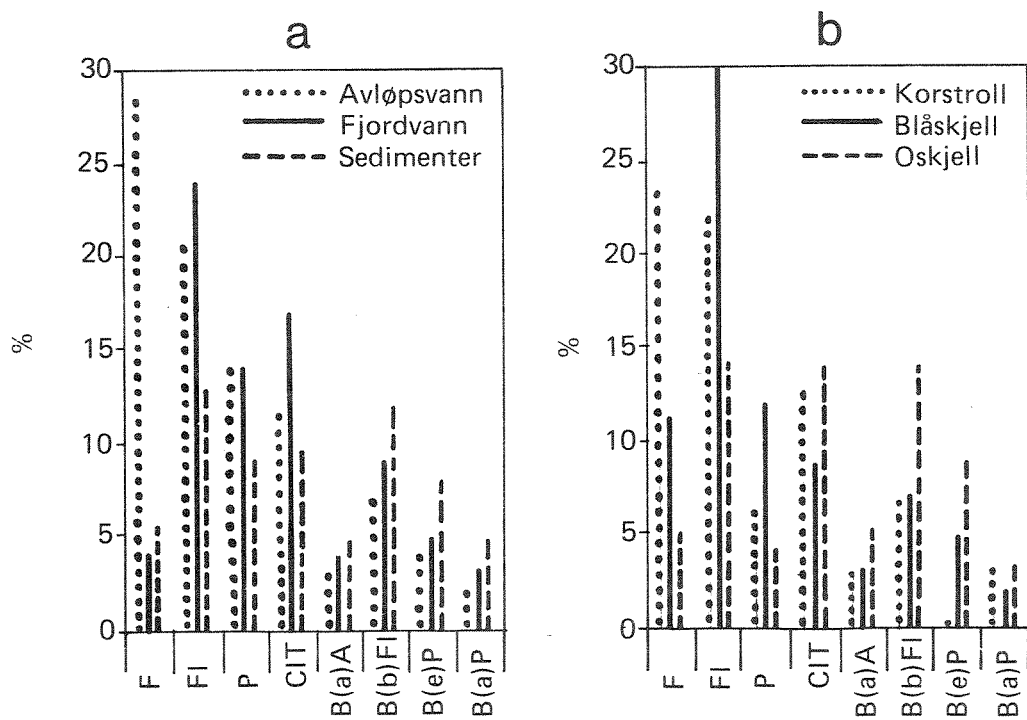 a
30
25
20
15
10
5
0
%
Avløpsvann
Fjordvann
Sedimenter
F
Fl
P
CIT
B(a)A
B(b)Fl
B(e)P
B(a)P
b
30
25
20
15
10
5
0
%
Korstroll
Blåskjell
Oskjell
F
Fl
P
CIT
B(a)A
B(b)Fl
B(e)P
B(a)P